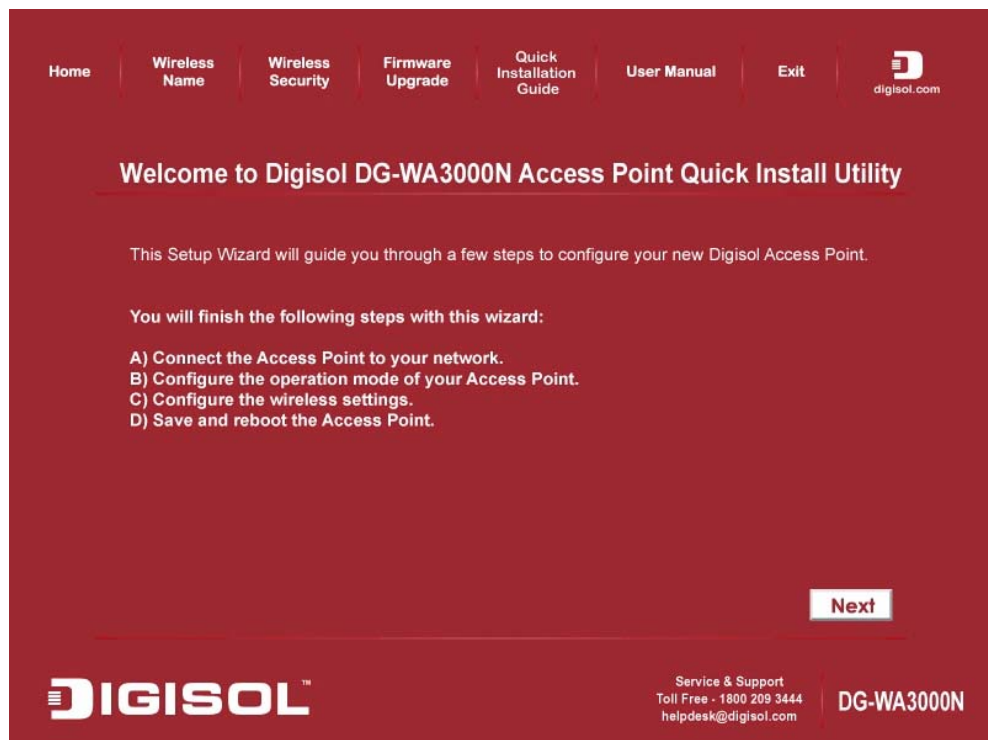 Home
Wireless Name
Wireless Security
Firmware Upgrade
Quick Installation Guide
User Manual
Exit
digisol.com
Welcome to Digisol DG-WA3000N Access Point Quick Install Utility
This Setup Wizard will guide you through a few steps to configure your new Digisol Access Point.
You will finish the following steps with this wizard:
A) Connect the Access Point to your network.
B) Configure the operation mode of your Access Point.
C) Configure the wireless settings.
D) Save and reboot the Access Point.
Next
DIGISOL™
Service & Support
Toll Free - 1800 209 3444
helpdesk@digisol.com
DG-WA3000N